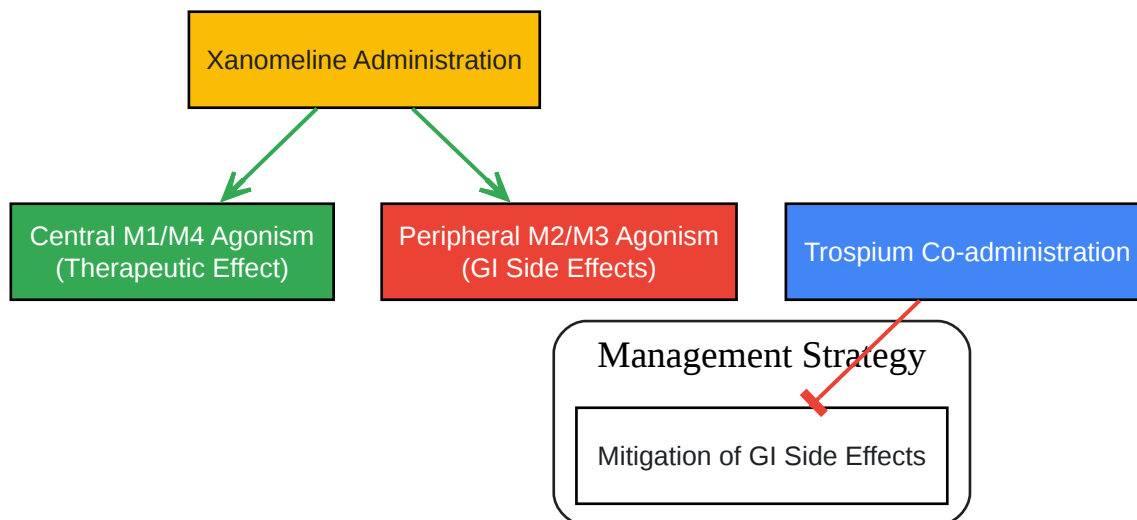 Xanomeline Administration
Central M1/M4 Agonism
(Therapeutic Effect)
Peripheral M2/M3 Agonism
(GI Side Effects)
Trospium Co-administration
Management Strategy
Mitigation of GI Side Effects